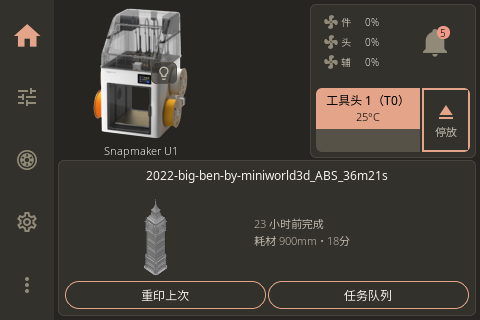 件 0%
头 0%
辅 0%
5
工具头 1（T0）
25°C
停放
Snapmaker U1
2022-big-ben-by-miniworld3d_ABS_36m21s
23 小时前完成
耗材 900mm・18分
重印上次
任务队列